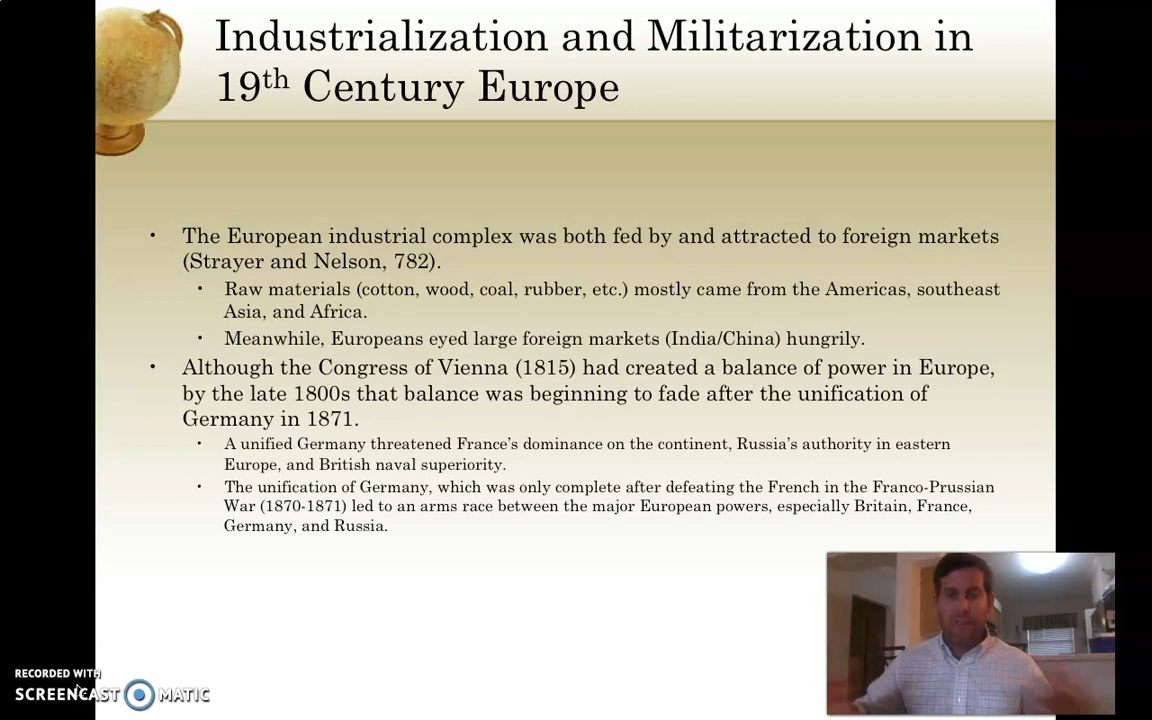 Industrialization and Militarization in
19th Century Europe
• The European industrial complex was both fed by and attracted to foreign markets
(Strayer and Nelson, 782).
• Raw materials (cotton, wood, coal, rubber, etc.) mostly came from the Americas, southeast
Asia, and Africa.
• Meanwhile, Europeans eyed large foreign markets (India/China) hungrily.
• Although the Congress of Vienna (1815) had created a balance of power in Europe,
by the late 1800s that balance was beginning to fade after the unification of
Germany in 1871.
• A unified Germany threatened France's dominance on the continent, Russia's authority in eastern
Europe, and British naval superiority.
• The unification of Germany, which was only complete after defeating the French in the Franco-Prussian
War (1870-1871) led to an arms race between the major European powers, especially Britain, France,
Germany, and Russia.
RECORDED WITH
SCREENCAST MATIC